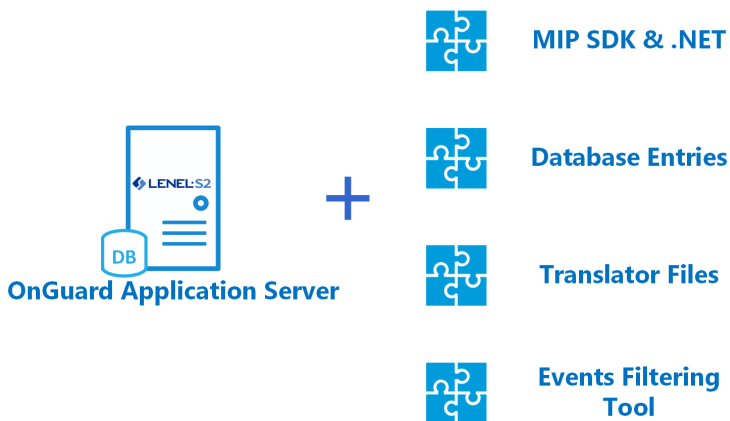 MIP SDK & .NET
Database Entries
LENEL·S2
DB
OnGuard Application Server
Translator Files
Events Filtering
Tool